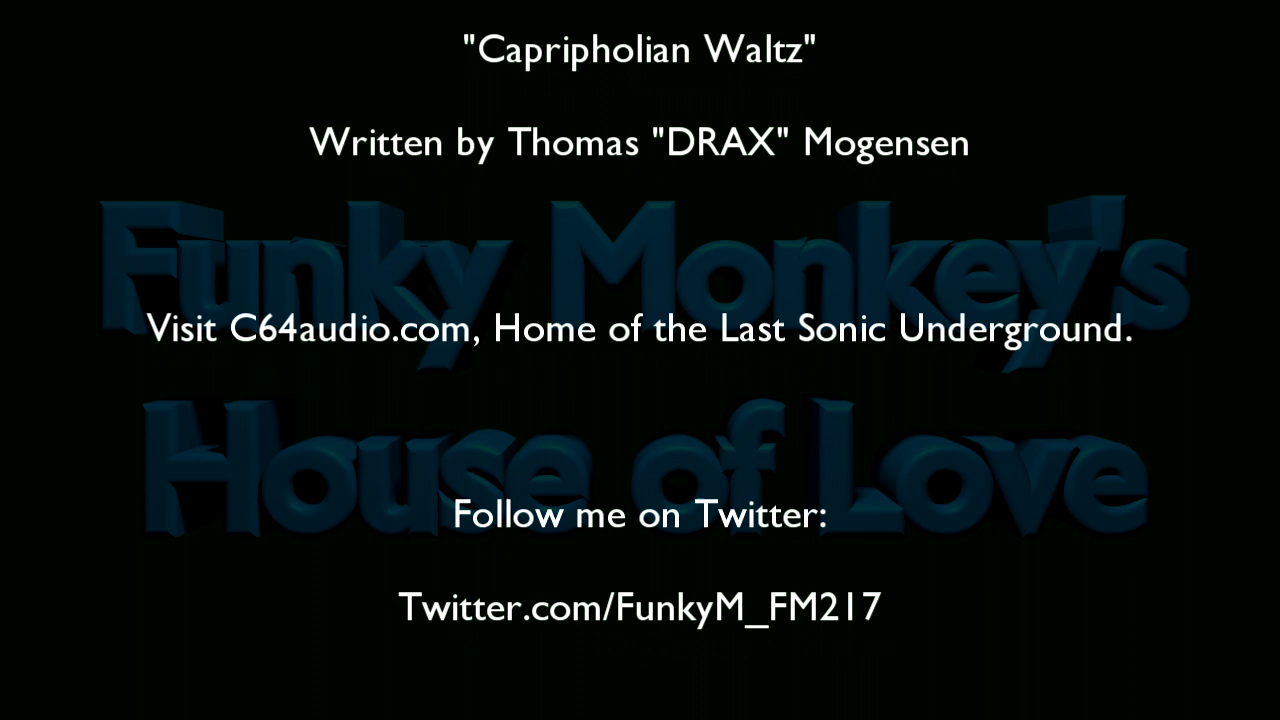 "Capripholian Waltz"
Written by Thomas "DRAX" Mogensen
Funky Monkey's
Visit C64audio.com, Home of the Last Sonic Underground.
House of Love
Follow me on Twitter:
Twitter.com/FunkyM_FM217